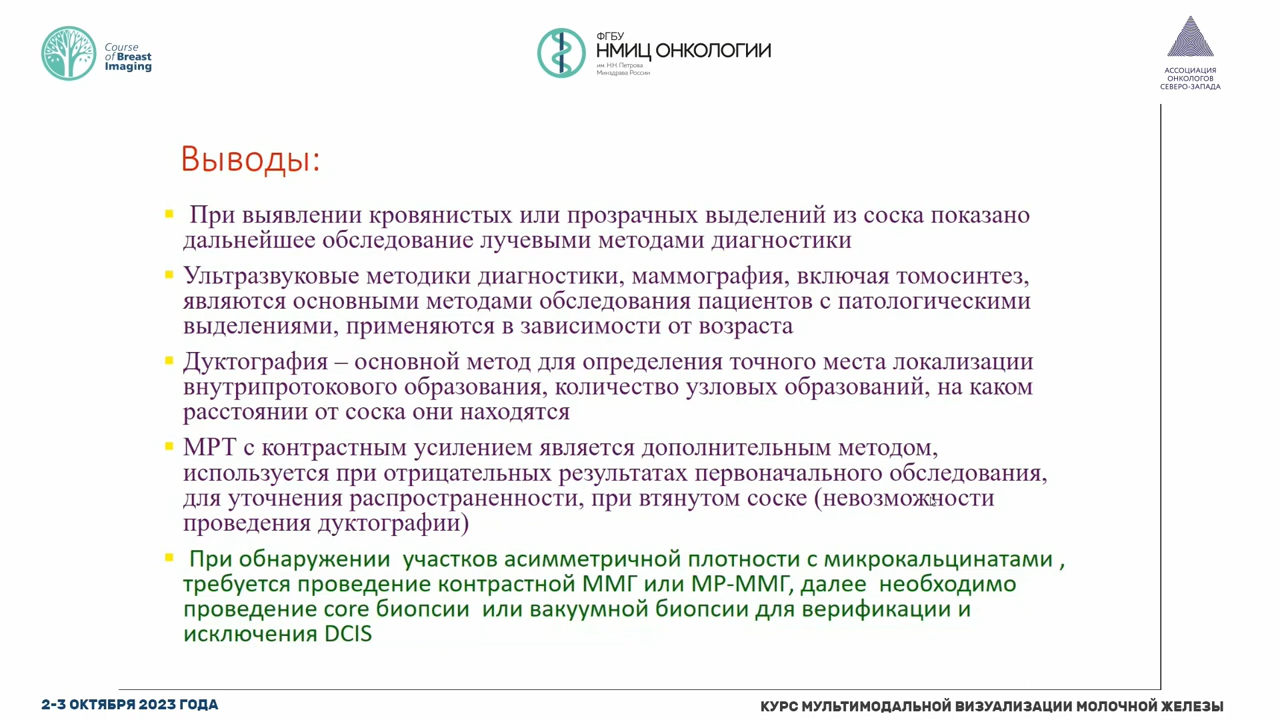 Course
of Breast
Imaging
ФГБУ
НМИЦ ОНКОЛОГИИ
им. Н.Н. Петрова
Минздрава России
АССОЦИАЦИЯ
ОНКОЛОГОВ
СЕВЕРО-ЗАПАДА
Выводы:
При выявлении кровянистых или прозрачных выделений из соска показано
дальнейшее обследование лучевыми методами диагностики
Ультразвуковые методики диагностики, маммография, включая томосинтез,
являются основными методами обследования пациентов с патологическими
выделениями, применяются в зависимости от возраста
Дуктография – основной метод для определения точного места локализации
внутрипротокового образования, количество узловых образований, на каком
расстоянии от соска они находятся
МРТ с контрастным усилением является дополнительным методом,
используется при отрицательных результатах первоначального обследования,
для уточнения распространенности, при втянутом соске (невозможности
проведения дуктографии)
При обнаружении участков асимметричной плотности с микрокальцинатами ,
требуется проведение контрастной ММГ или МР-ММГ, далее необходимо
проведение core биопсии или вакуумной биопсии для верификации и
исключения DCIS
2-3 ОКТЯБРЯ 2023 ГОДА
КУРС МУЛЬТИМОДАЛЬНОЙ ВИЗУАЛИЗАЦИИ МОЛОЧНОЙ ЖЕЛЕЗЫ